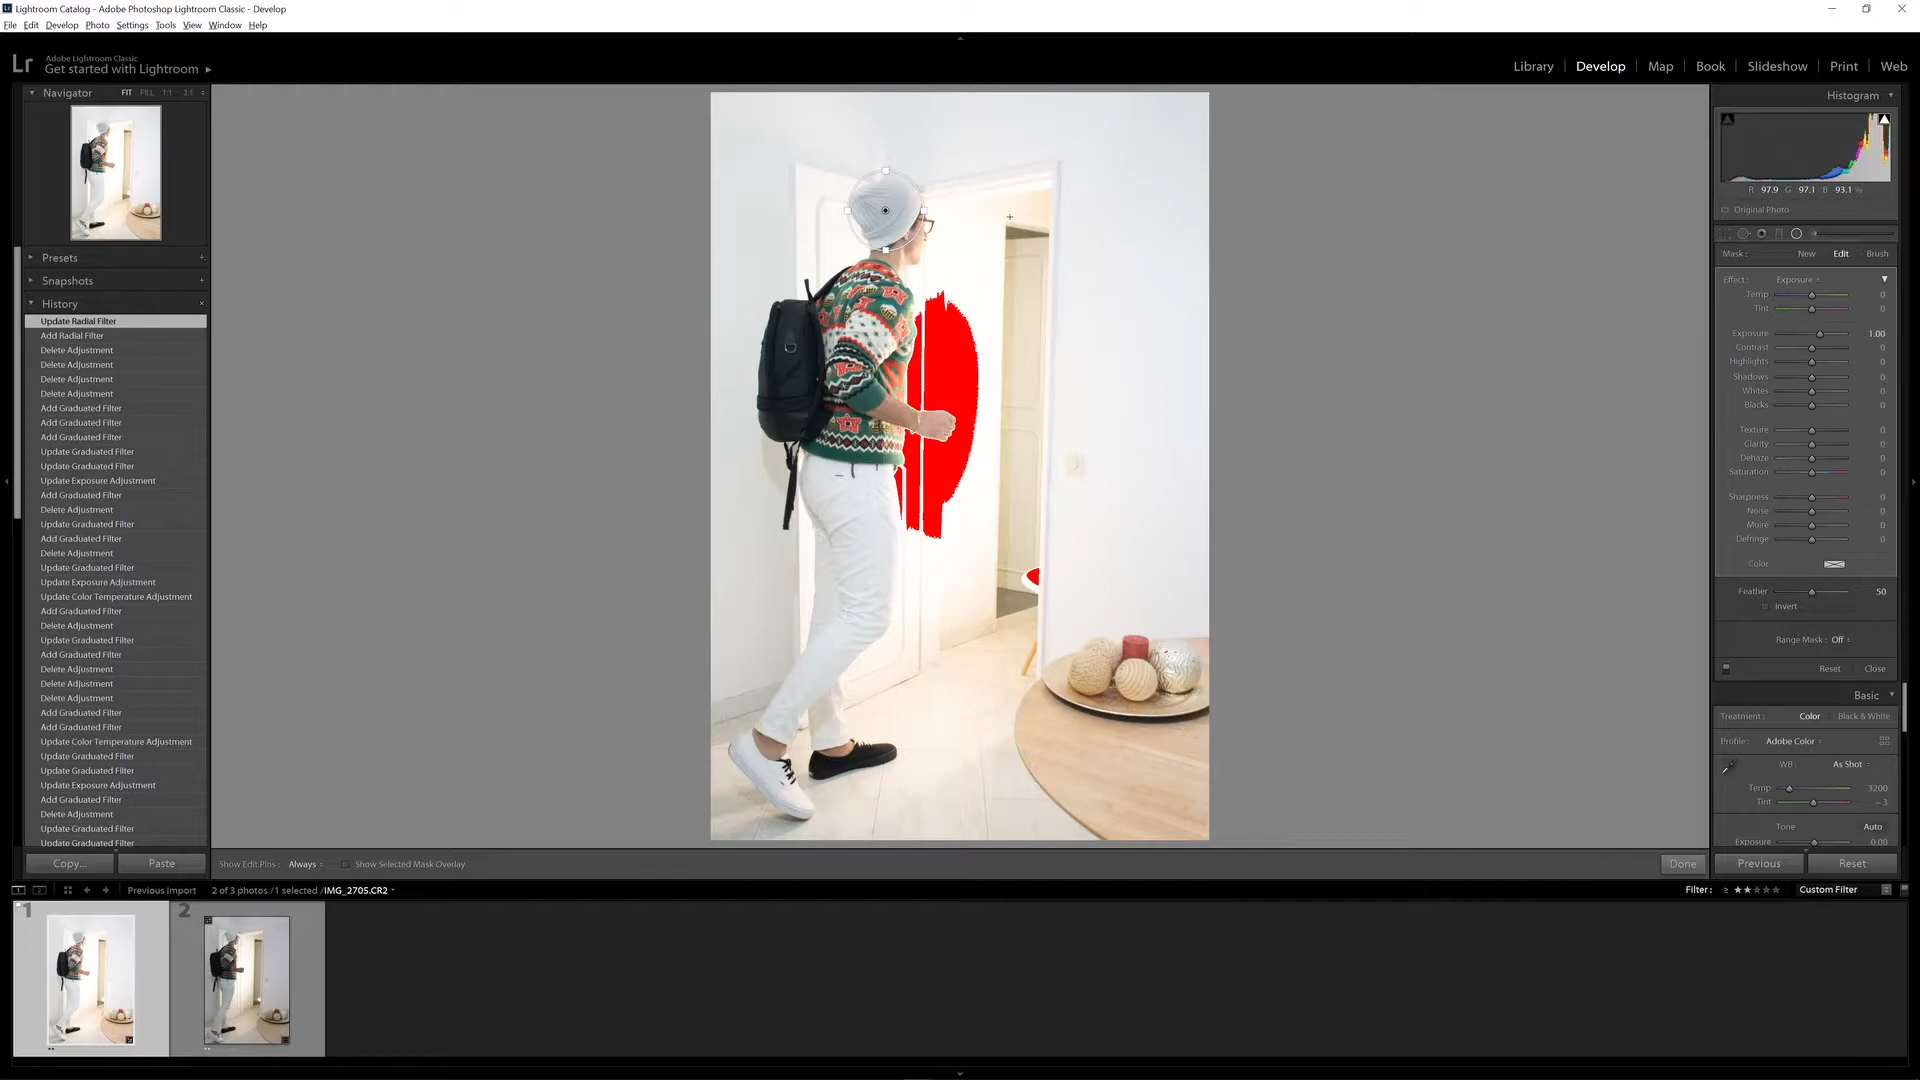 Lightroom Catalog - Adobe Photoshop Lightroom Classic - Develop
File Edit Develop Photo Settings Tools View Window Help
Lr Adobe Lightroom Classic
Get started with Lightroom
Library Develop Map Book Slideshow Print Web
Navigator FIT FILL 1:1 3:1
Presets
Snapshots
History
Update Radial Filter
Add Radial Filter
Delete Adjustment
Delete Adjustment
Delete Adjustment
Delete Adjustment
Add Graduated Filter
Add Graduated Filter
Add Graduated Filter
Update Graduated Filter
Update Graduated Filter
Update Exposure Adjustment
Add Graduated Filter
Delete Adjustment
Update Graduated Filter
Add Graduated Filter
Delete Adjustment
Update Graduated Filter
Update Exposure Adjustment
Update Color Temperature Adjustment
Add Graduated Filter
Delete Adjustment
Update Graduated Filter
Add Graduated Filter
Delete Adjustment
Delete Adjustment
Delete Adjustment
Add Graduated Filter
Add Graduated Filter
Update Color Temperature Adjustment
Update Graduated Filter
Update Graduated Filter
Update Exposure Adjustment
Add Graduated Filter
Delete Adjustment
Update Graduated Filter
Update Graduated Filter
Copy... Paste
Show Edit Pins : Always Show Selected Mask Overlay
Done
Histogram
R 97.9 G 97.1 B 93.1 %
Original Photo
Mask : New Edit Brush
Effect : Exposure
Temp 0
Tint 0
Exposure 1.00
Contrast 0
Highlights 0
Shadows 0
Whites 0
Blacks 0
Texture 0
Clarity 0
Dehaze 0
Saturation 0
Sharpness 0
Noise 0
Moiré 0
Defringe 0
Color
Feather 50
Invert
Range Mask : Off
Reset Close
Basic
Treatment : Color Black & White
Profile : Adobe Color
WB : As Shot
Temp 3200
Tint - 3
Tone Auto
Exposure 0.00
Previous Reset
1 2 Previous Import 2 of 3 photos /1 selected /IMG_2705.CR2
Filter : ≥ ★★★★★ Custom Filter
1 2